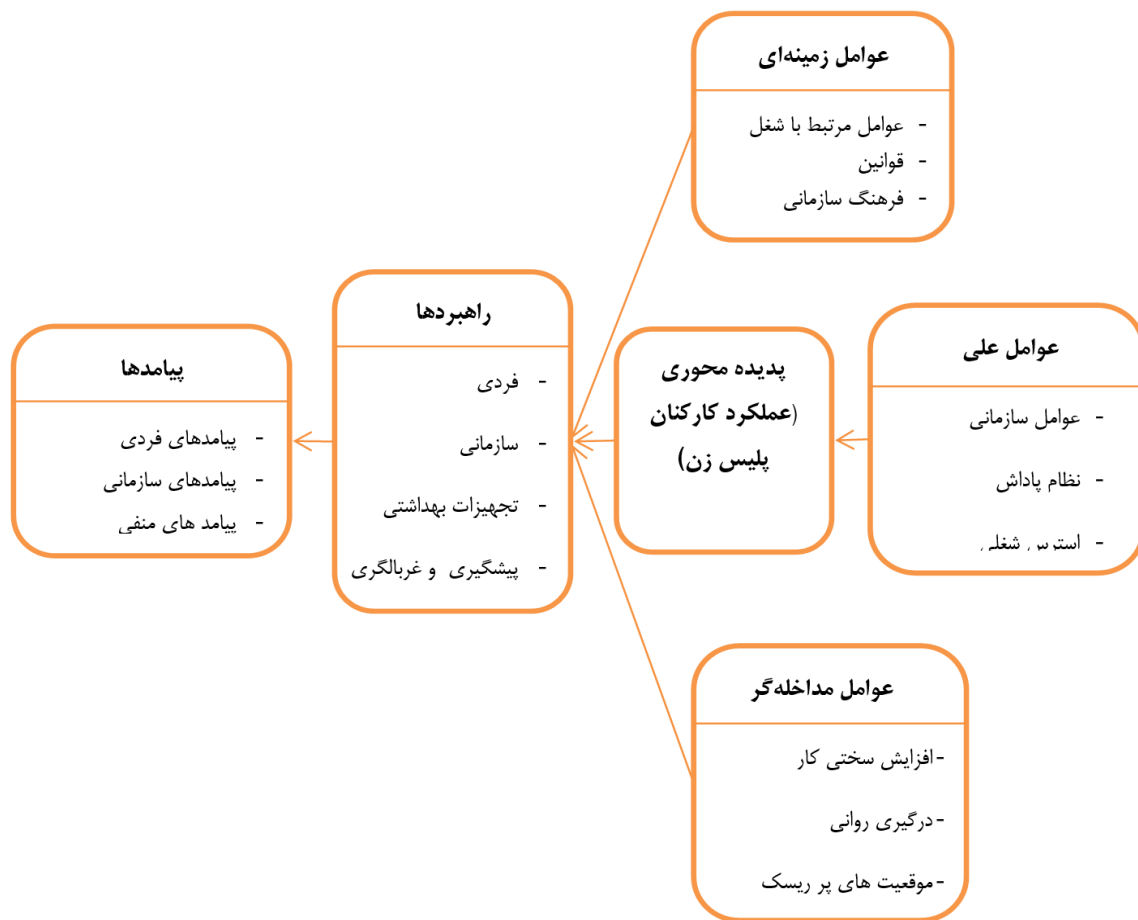 عوامل زمینه‌ای
- عوامل مرتبط با شغل
- قوانین
- فرهنگ سازمانی
عوامل علی
- عوامل سازمانی
- نظام پاداش
- استرس شغلی
پدیده محوری
(عملکرد کارکنان
پلیس زن)
راهبردها
- فردی
- سازمانی
- تجهیزات بهداشتی
- پیشگیری و غربالگری
پیامدها
- پیامدهای فردی
- پیامدهای سازمانی
- پیامد های منفی
عوامل مداخله‌گر
-افزایش سختی کار
-درگیری روانی
-موقعیت های پر ریسک